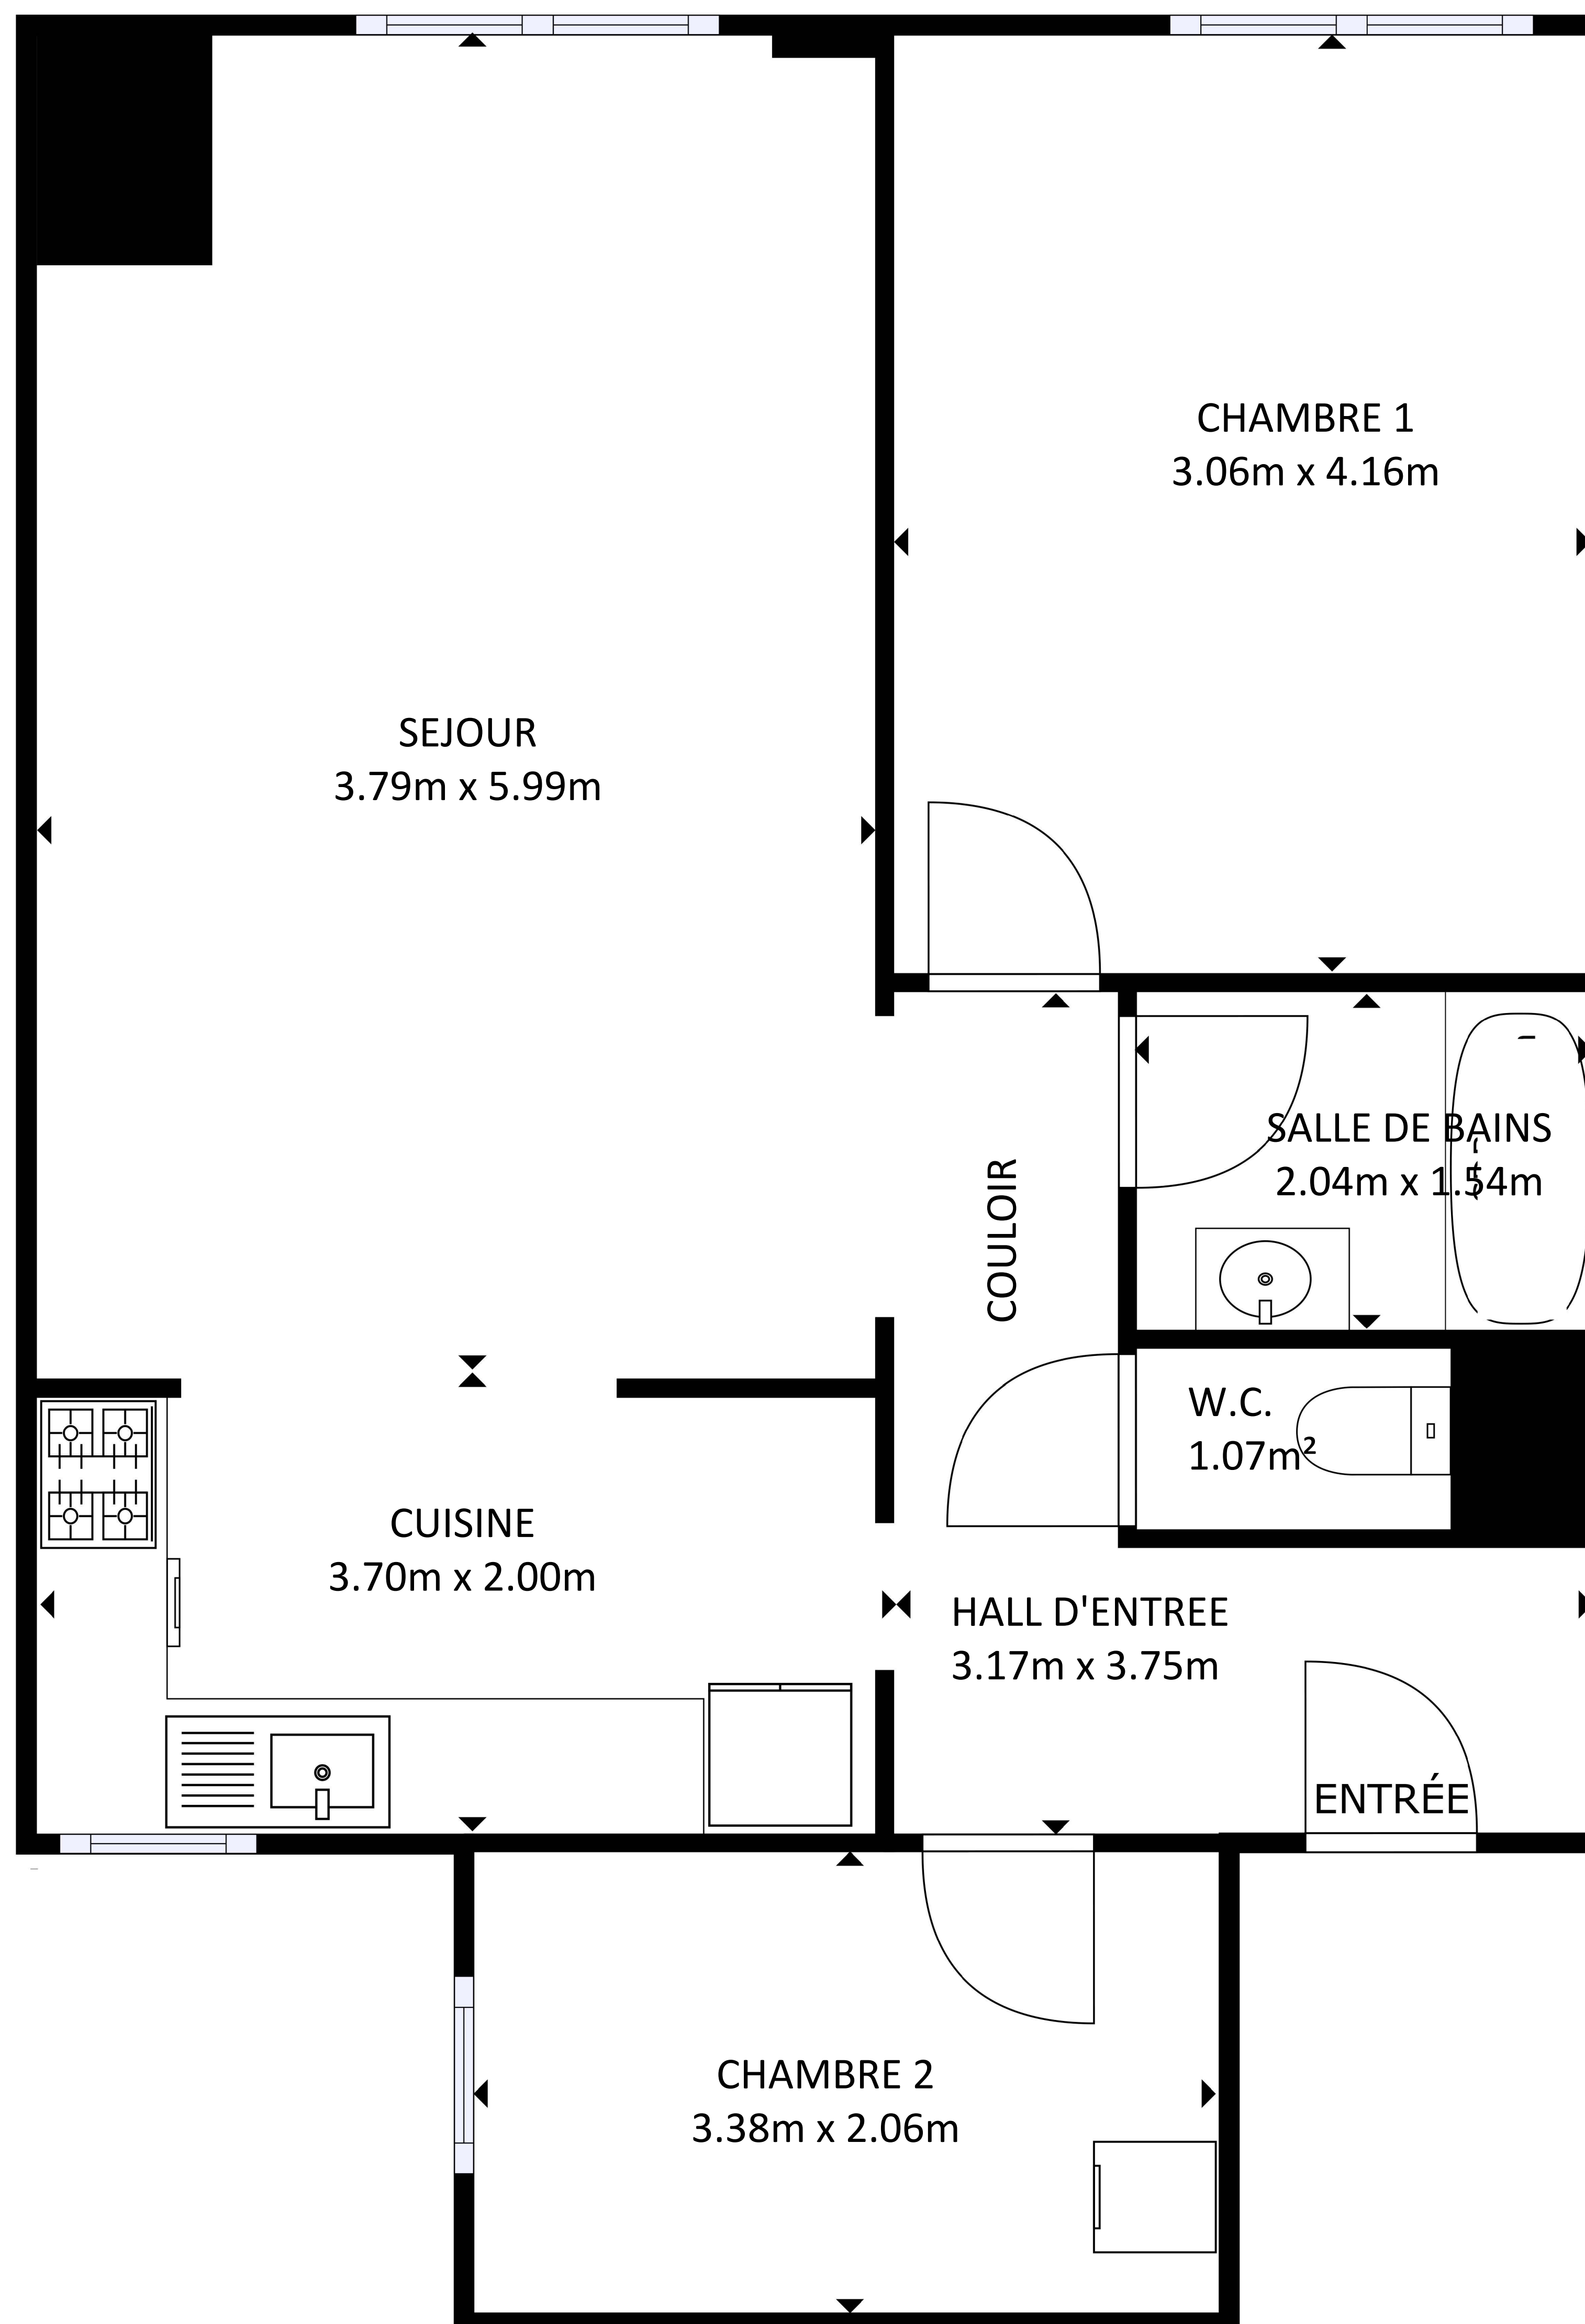 CHAMBRE 1
3.06m x 4.16m
SEJOUR
3.79m x 5.99m
SALLE DE BAINS
2.04m x 1.54m
COULOIR
W.C.
1.07m²
CUISINE
3.70m x 2.00m
HALL D'ENTREE
3.17m x 3.75m
ENTRÉE
CHAMBRE 2
3.38m x 2.06m